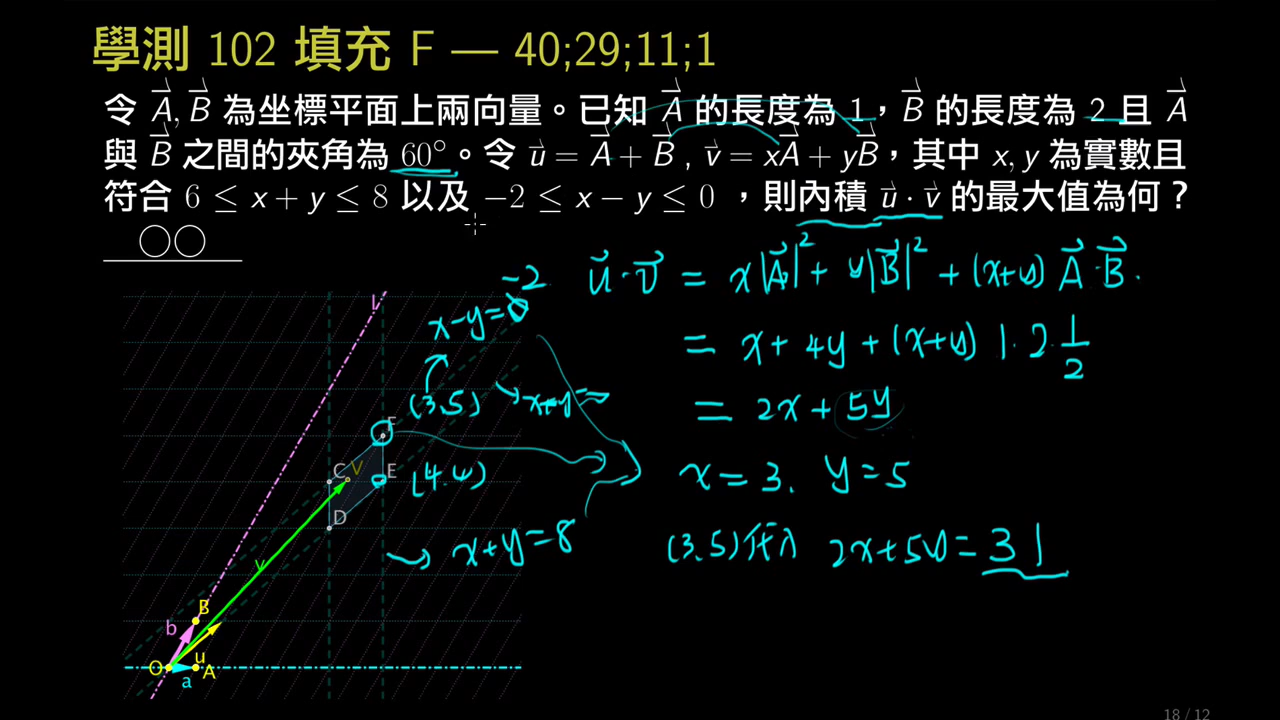 學測 102 填充 F — 40;29;11;1
令 A⃗, B⃗ 為坐標平面上兩向量。已知 A⃗ 的長度為 1，B⃗ 的長度為 2 且 A⃗
與 B⃗ 之間的夾角為 60°。令 u⃗ = A⃗ + B⃗ , v⃗ = xA⃗ + yB⃗，其中 x, y 為實數且
符合 6 ≤ x + y ≤ 8 以及 −2 ≤ x − y ≤ 0 ，則內積 u⃗ · v⃗ 的最大值為何？
○○
u⃗ · v⃗ = x|A⃗|² + y|B⃗|² + (x+y) A⃗ · B⃗ .
= x + 4y + (x+y) 1 · 2 · 1/2
= 2x + 5y
x = 3. y = 5
(3.5)代入 2x+5y = 31
-2
x-y=0
(3.5) → x+y=
(4.4)
→ x+y=8
F
C V E
D
v
B
b
u
O A
a
18 / 12